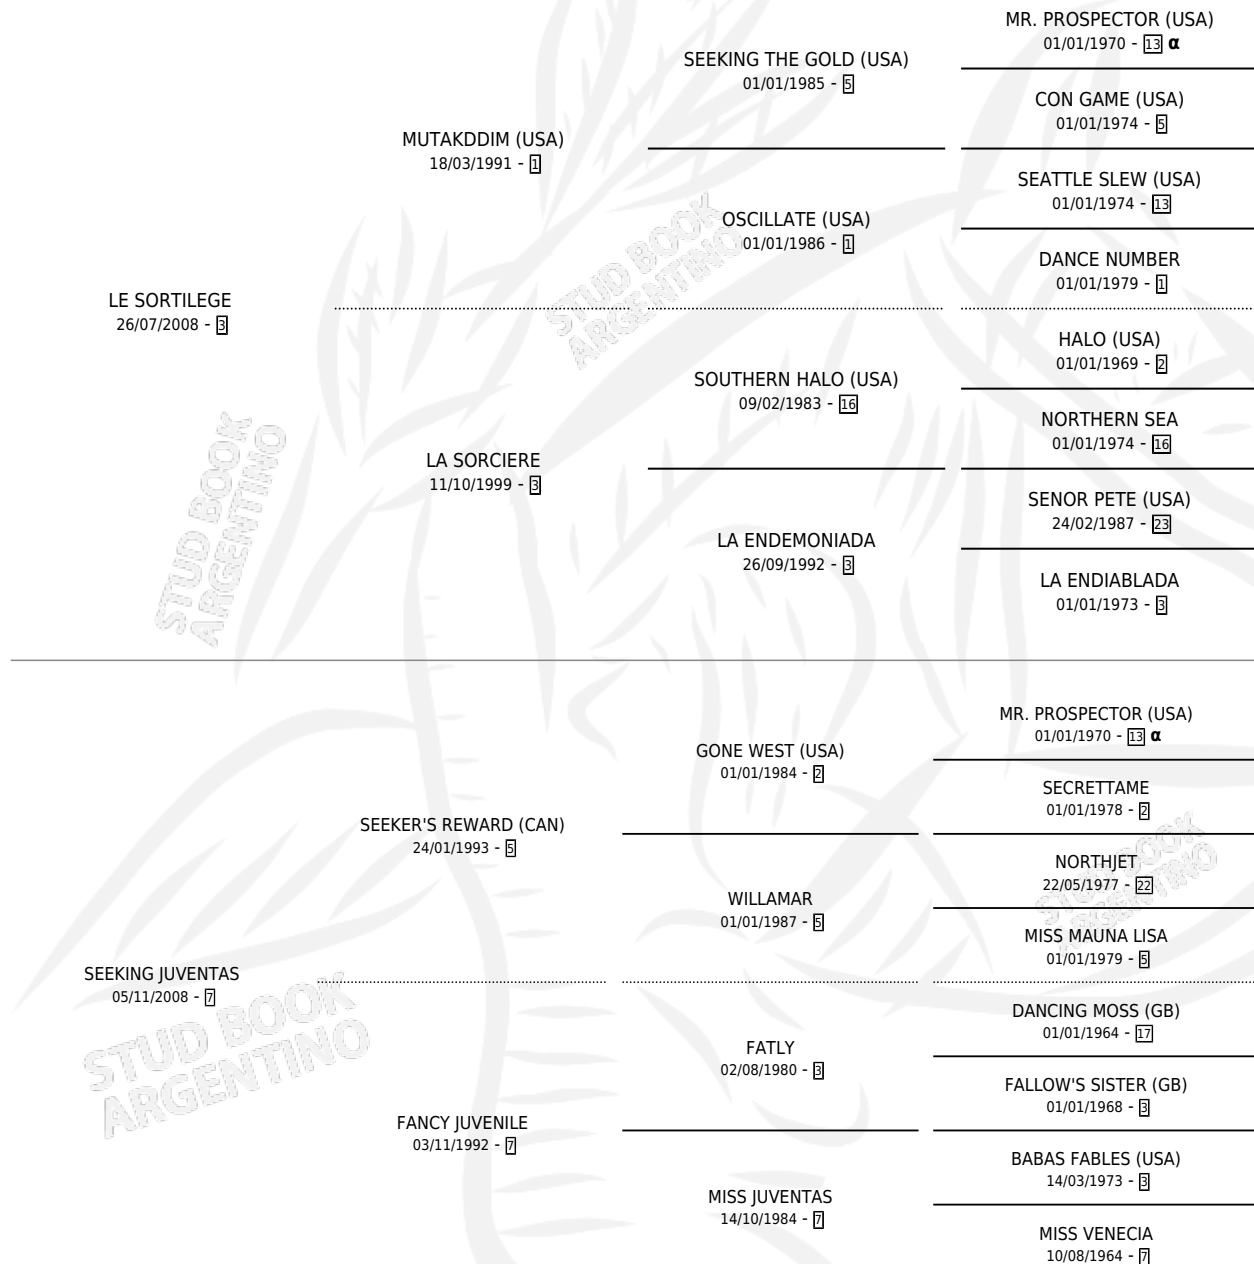 MR. PROSPECTOR (USA)
01/01/1970 - 13 α
SEEKING THE GOLD (USA)
01/01/1985 - 5
CON GAME (USA)
01/01/1974 - 5
MUTAKDDIM (USA)
18/03/1991 - 1
SEATTLE SLEW (USA)
01/01/1974 - 13
OSCILLATE (USA)
01/01/1986 - 1
DANCE NUMBER
01/01/1979 - 1
LE SORTILEGE
26/07/2008 - 3
HALO (USA)
01/01/1969 - 2
SOUTHERN HALO (USA)
09/02/1983 - 16
NORTHERN SEA
01/01/1974 - 16
LA SORCIERE
11/10/1999 - 3
SENOR PETE (USA)
24/02/1987 - 23
LA ENDEMONIADA
26/09/1992 - 3
LA ENDIABLADA
01/01/1973 - 3
MR. PROSPECTOR (USA)
01/01/1970 - 13 α
GONE WEST (USA)
01/01/1984 - 2
SECRETTAME
01/01/1978 - 2
SEEKER'S REWARD (CAN)
24/01/1993 - 5
NORTHJET
22/05/1977 - 22
WILLAMAR
01/01/1987 - 5
MISS MAUNA LISA
01/01/1979 - 5
SEEKING JUVENTAS
05/11/2008 - 7
DANCING MOSS (GB)
01/01/1964 - 17
FATLY
02/08/1980 - 3
FALLOW'S SISTER (GB)
01/01/1968 - 3
FANCY JUVENILE
03/11/1992 - 7
BABAS FABLES (USA)
14/03/1973 - 3
MISS JUVENTAS
14/10/1984 - 7
MISS VENECIA
10/08/1964 - 7
STUD BOOK
ARGENTINO
STUD BOOK
ARGENTINO
STUD BOOK
ARGENTINO
STUD BOOK
ARGENTINO